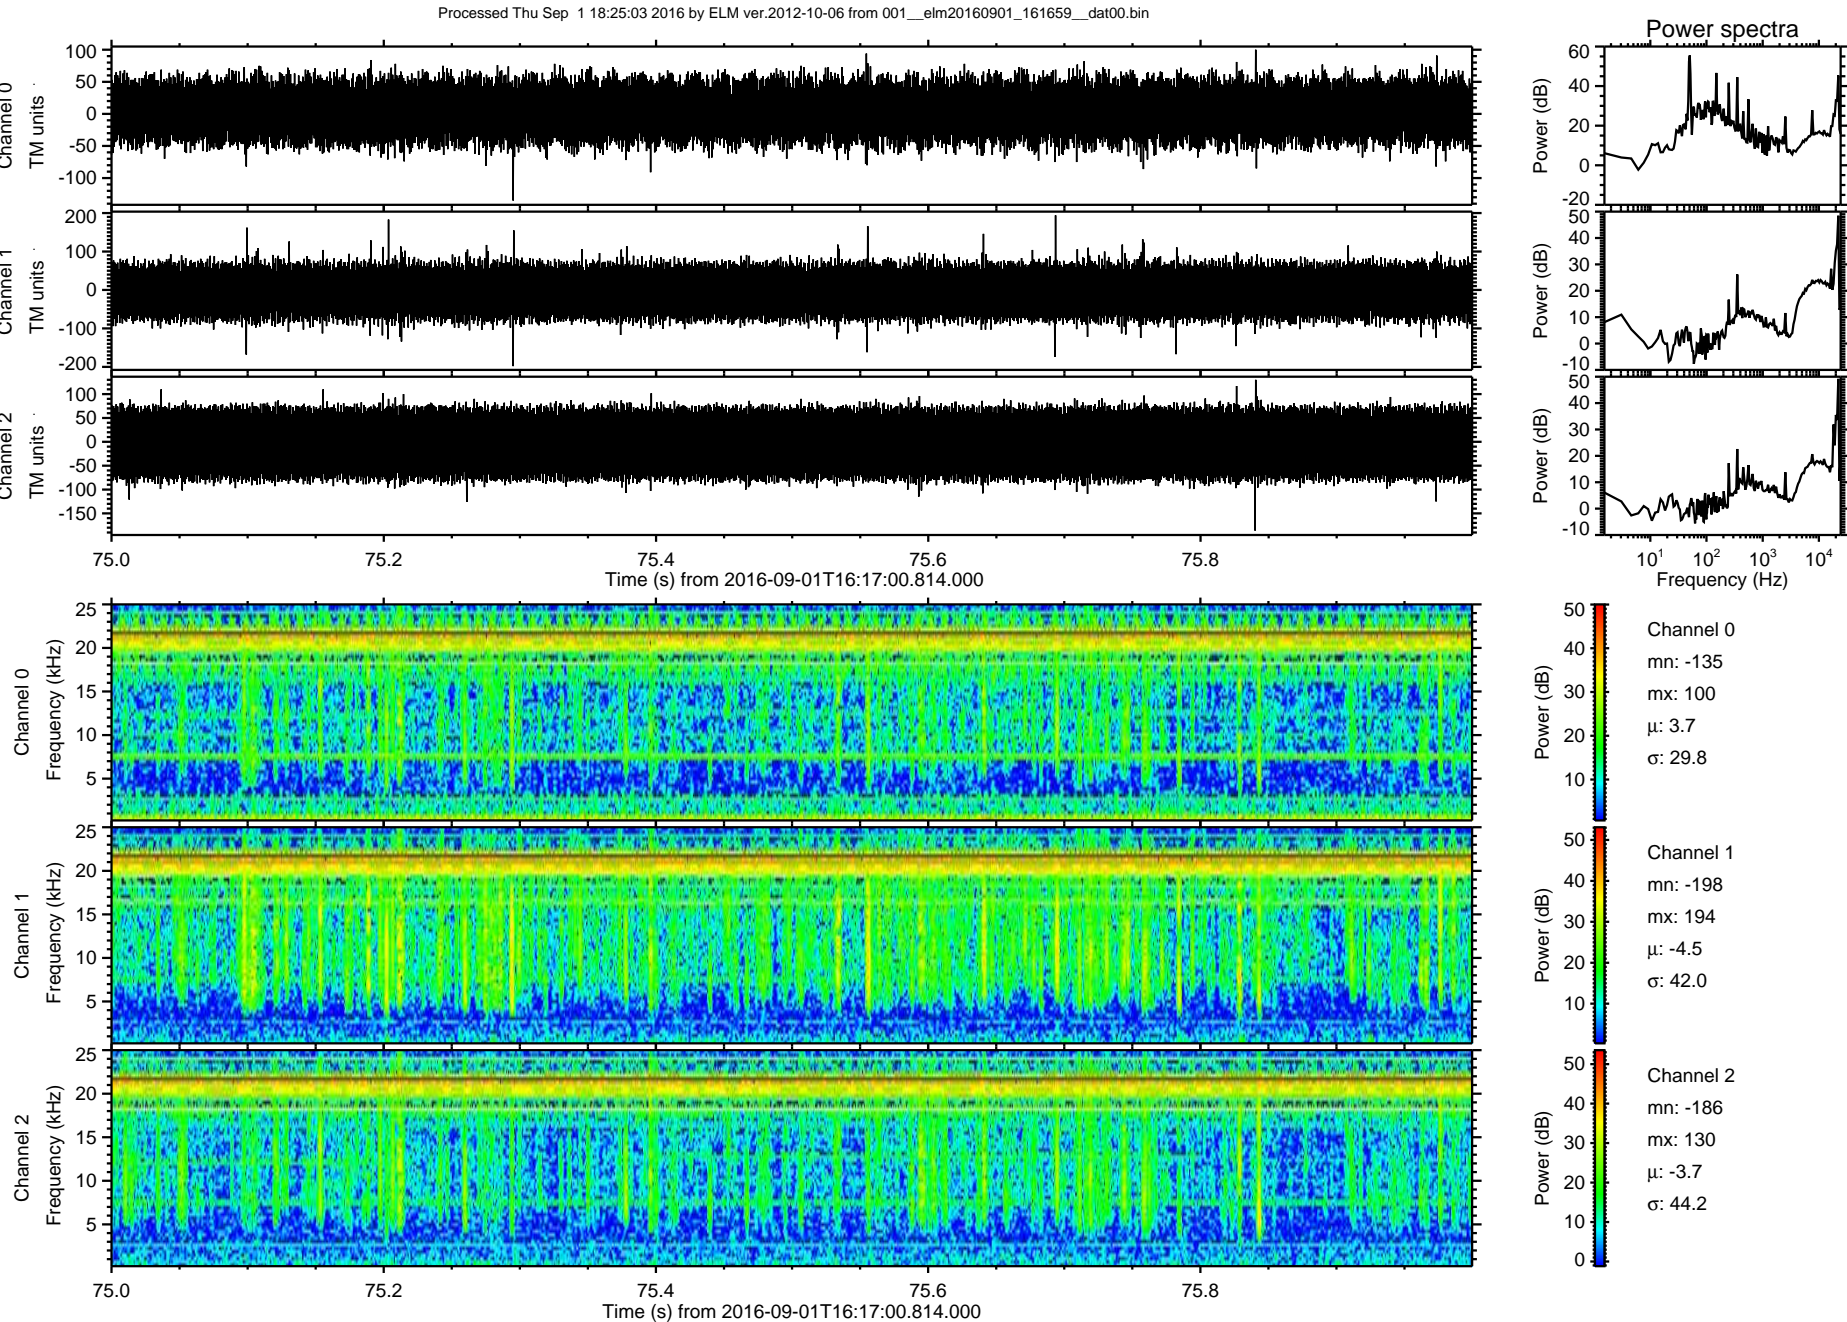 Processed Thu Sep 1 18:25:03 2016 by ELM ver.2012-10-06 from 001__elm20160901_161659__dat00.bin
Power spectra
Channel 0
TM units
100
50
0
-50
-100
Power (dB)
60
40
20
0
-20
Channel 1
TM units
200
100
0
-100
-200
Power (dB)
50
40
30
20
10
0
-10
Channel 2
TM units
100
50
0
-50
-100
-150
Power (dB)
50
40
30
20
10
0
-10
75.0 75.2 75.4 75.6 75.8
Time (s) from 2016-09-01T16:17:00.814.000
10¹ 10² 10³ 10⁴
Frequency (Hz)
Channel 0
Frequency (kHz)
25
20
15
10
5
Power (dB)
50
40
30
20
10
Channel 0
mn: -135
mx: 100
μ: 3.7
σ: 29.8
Channel 1
Frequency (kHz)
25
20
15
10
5
Power (dB)
50
40
30
20
10
Channel 1
mn: -198
mx: 194
μ: -4.5
σ: 42.0
Channel 2
Frequency (kHz)
25
20
15
10
5
Power (dB)
50
40
30
20
10
0
Channel 2
mn: -186
mx: 130
μ: -3.7
σ: 44.2
75.0 75.2 75.4 75.6 75.8
Time (s) from 2016-09-01T16:17:00.814.000